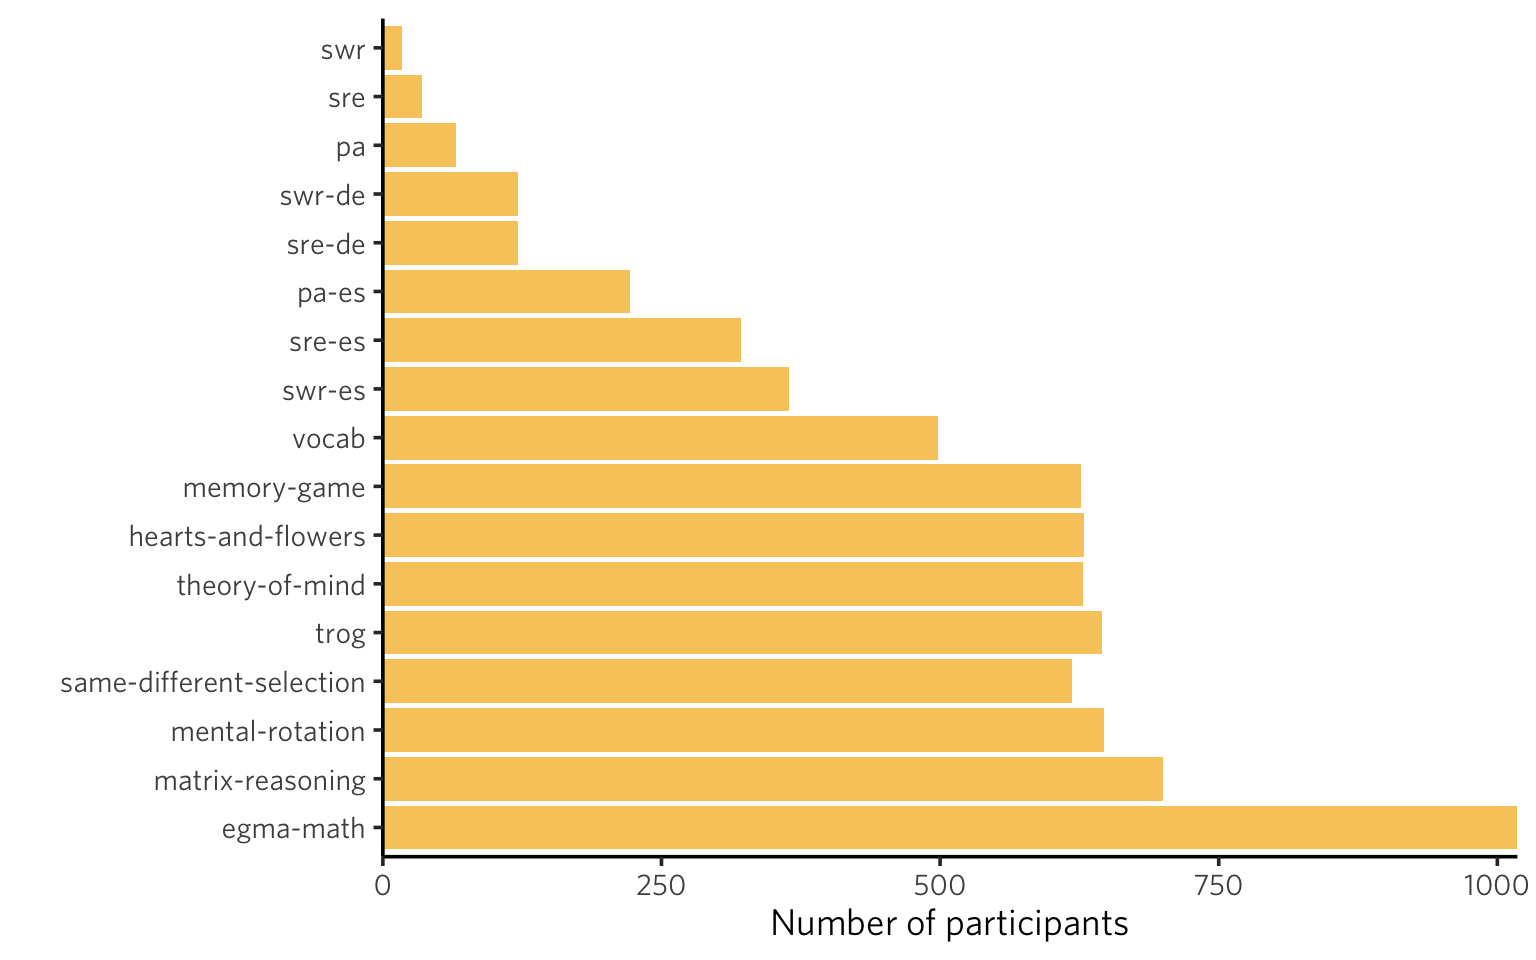 swr
sre
pa
swr-de
sre-de
pa-es
sre-es
swr-es
vocab
memory-game
hearts-and-flowers
theory-of-mind
trog
same-different-selection
mental-rotation
matrix-reasoning
egma-math
0 250 500 750 1000
Number of participants